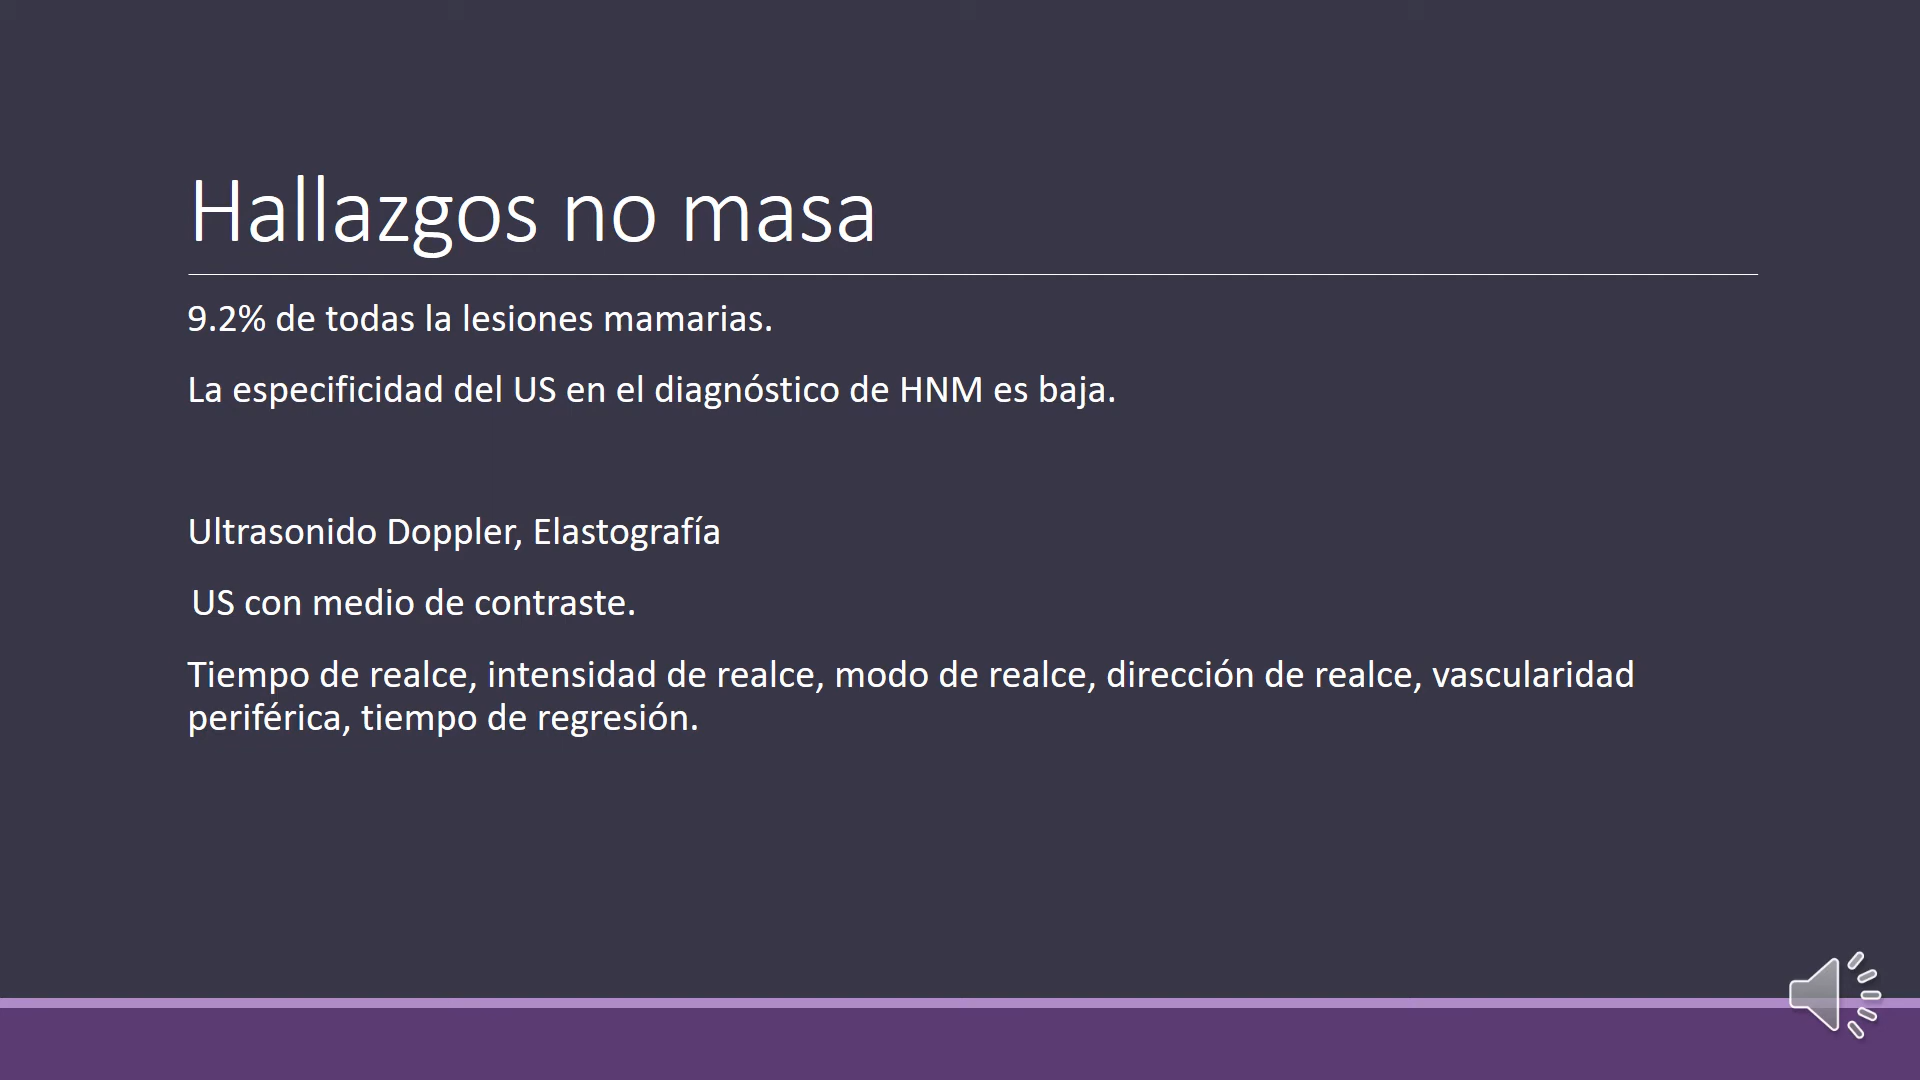 Hallazgos no masa
9.2% de todas la lesiones mamarias.
La especificidad del US en el diagnóstico de HNM es baja.
Ultrasonido Doppler, Elastografía
US con medio de contraste.
Tiempo de realce, intensidad de realce, modo de realce, dirección de realce, vascularidad
periférica, tiempo de regresión.